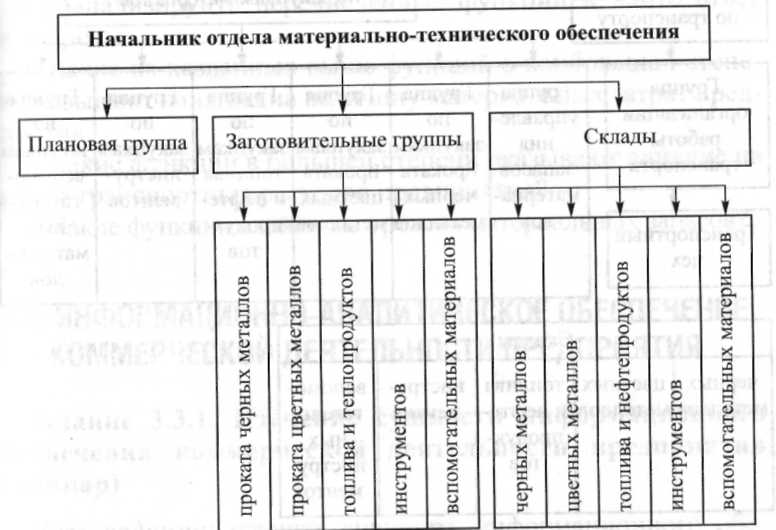 Начальник отдела материально-технического обеспечения
Плановая группа
Заготовительные группы
Склады
проката черных металлов
проката цветных металлов
топлива и теплопродуктов
инструментов
вспомогательных материалов
черных металлов
цветных металлов
топлива и нефтепродуктов
инструментов
вспомкательных материалов